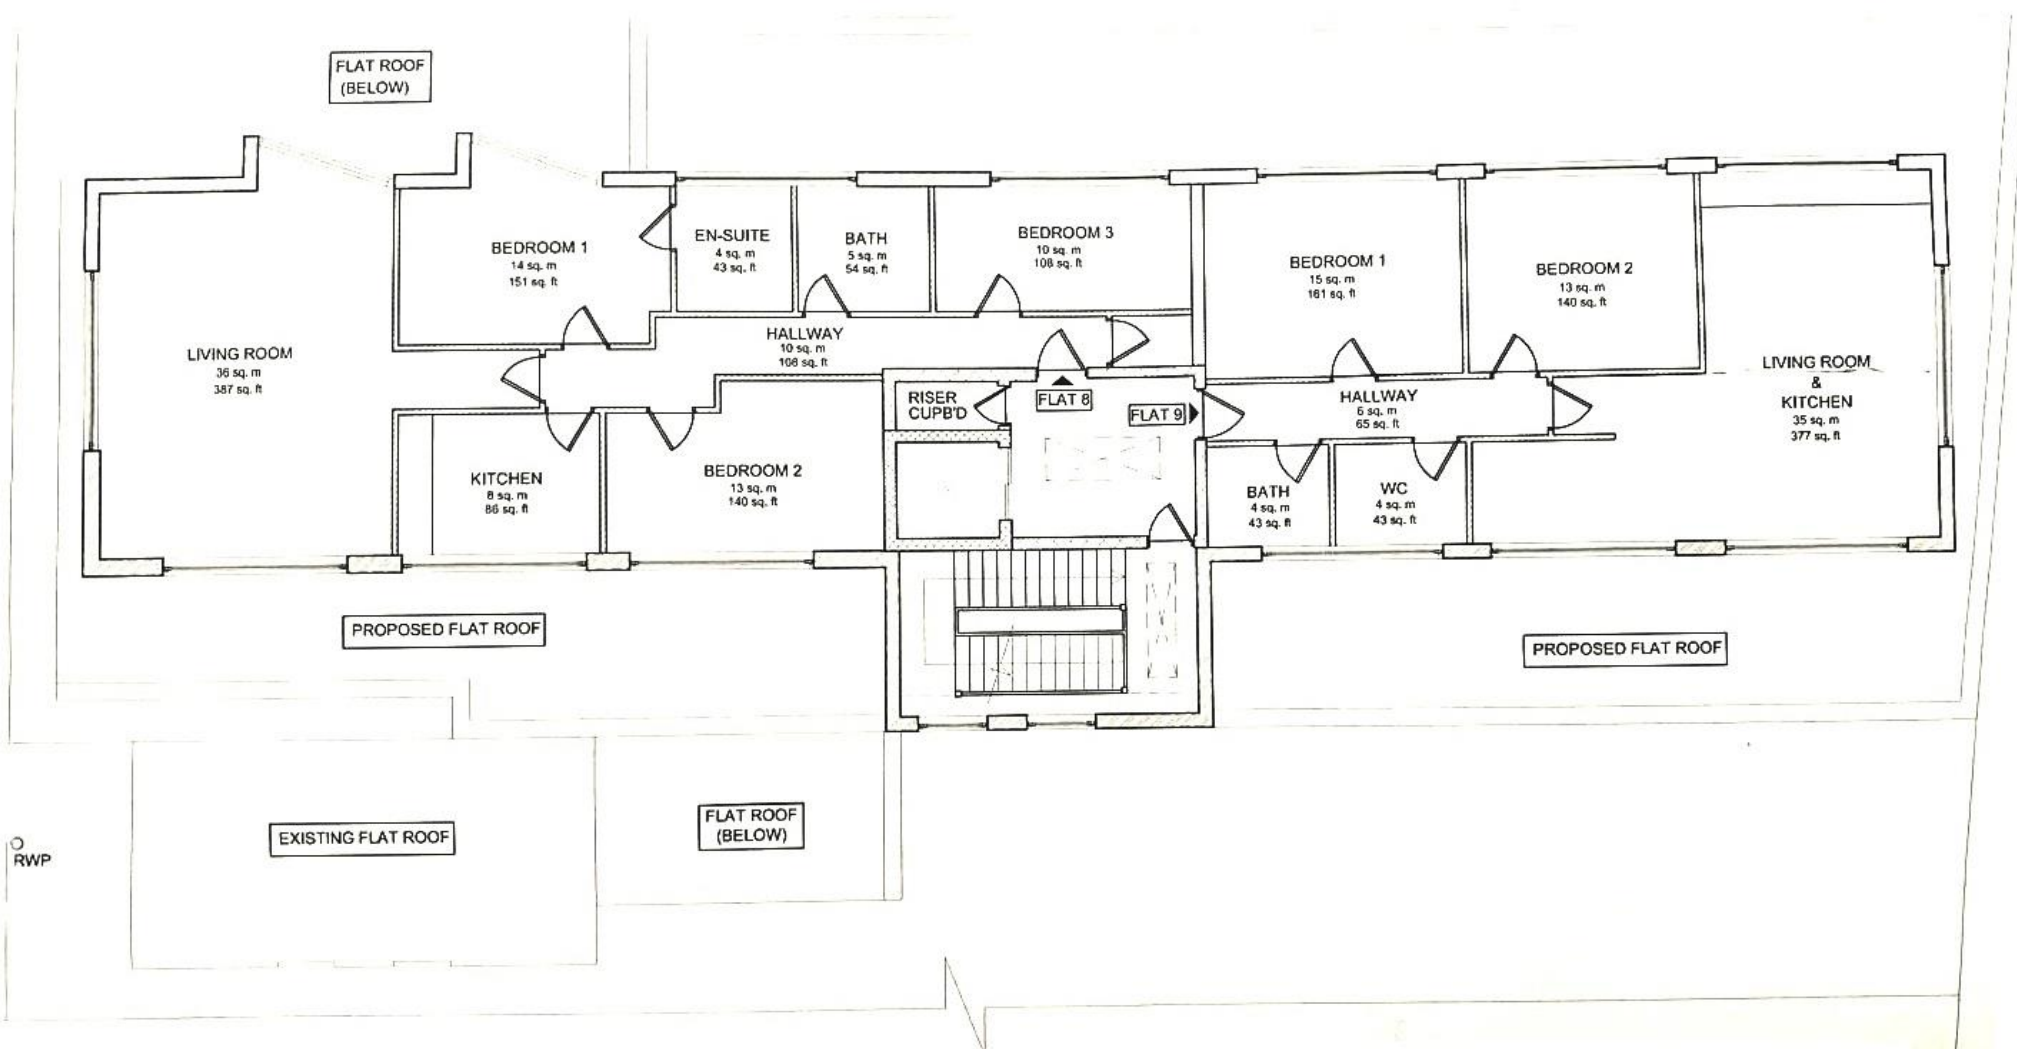 FLAT ROOF
(BELOW)
LIVING ROOM
36 sq. m
387 sq. ft
BEDROOM 1
14 sq. m
151 sq. ft
EN-SUITE
4 sq. m
43 sq. ft
BATH
5 sq. m
54 sq. ft
BEDROOM 3
10 sq. m
108 sq. ft
HALLWAY
10 sq. m
108 sq. ft
KITCHEN
8 sq. m
86 sq. ft
BEDROOM 2
13 sq. m
140 sq. ft
RISER
CUPB'D
FLAT 8
FLAT 9
BEDROOM 1
15 sq. m
161 sq. ft
BEDROOM 2
13 sq. m
140 sq. ft
HALLWAY
6 sq. m
65 sq. ft
BATH
4 sq. m
43 sq. ft
WC
4 sq. m
43 sq. ft
LIVING ROOM
&
KITCHEN
35 sq. m
377 sq. ft
PROPOSED FLAT ROOF
PROPOSED FLAT ROOF
EXISTING FLAT ROOF
FLAT ROOF
(BELOW)
RWP